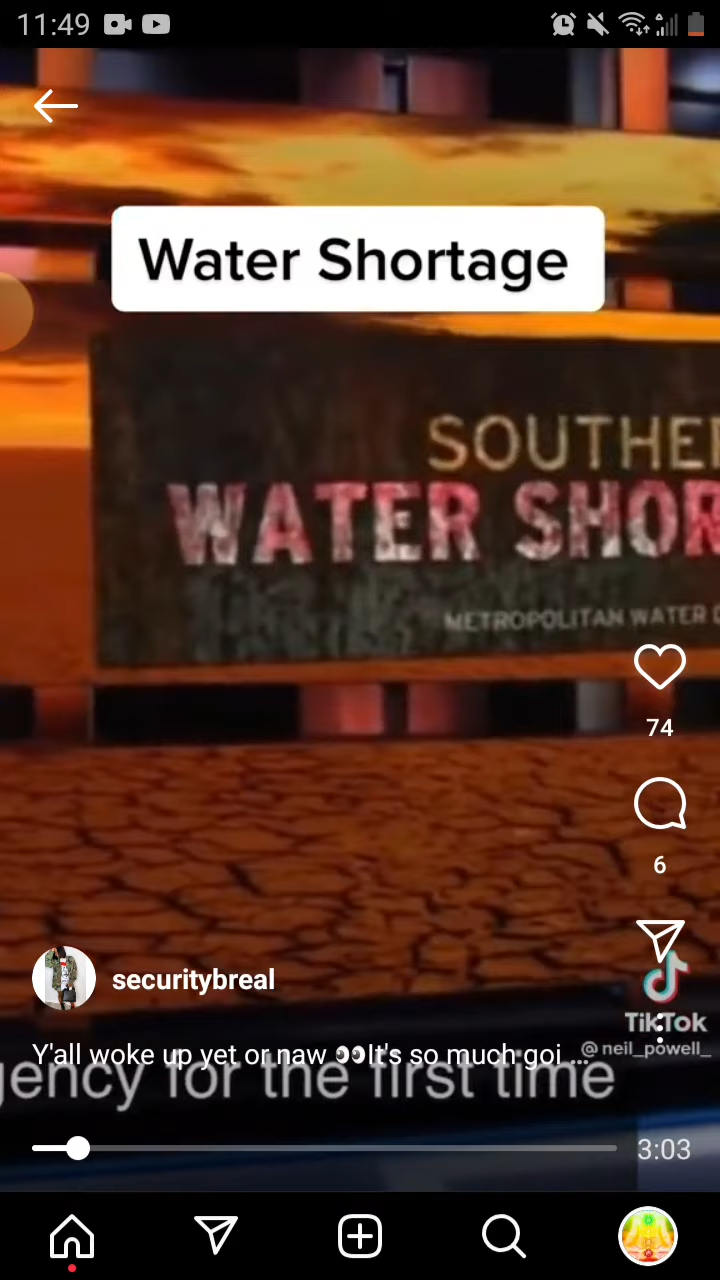 11:49
Water Shortage
SOUTHER
WATER SHOR
METROPOLITAN WATER D
74
6
securitybreal
TikTok
@neil_powell_
Y'all woke up yet or naw 👀It's so much goi ...
gency for the first time
3:03